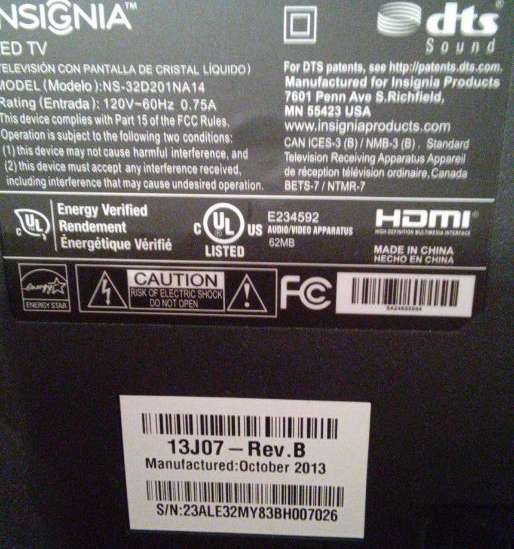 INSIGNIA™
ED TV
TELEVISIÓN CON PANTALLA DE CRISTAL LÍQUIDO)
MODEL (Modelo):NS-32D201NA14
Rating (Entrada): 120V~60Hz 0.75A
This device complies with Part 15 of the FCC Rules.
Operation is subject to the following two conditions:
(1) this device may not cause harmful interference, and
(2) this device must accept any interference received,
including interference that may cause undesired operation.
dts
Sound
For DTS patents, see http://patents.dts.com.
Manufactured for Insignia Products
7601 Penn Ave S.Richfield,
MN 55423 USA
www.insigniaproducts.com
CAN ICES-3 (B) / NMB-3 (B) , Standard
Television Receiving Apparatus Appareil
de réception télévision ordinaire, Canada
BETS-7 / NTMR-7
UL
Energy Verified
Rendement
Énergétique Vérifié
C UL US
LISTED
E234592
AUDIO/VIDEO APPARATUS
62MB
HDMI
HIGH-DEFINITION MULTIMEDIA INTERFACE
MADE IN CHINA
HECHO EN CHINA
energy
ENERGY STAR
CAUTION
RISK OF ELECTRIC SHOCK
DO NOT OPEN
FC
13J07-Rev.B
Manufactured:October 2013
S/N:23ALE32MY83BH007026